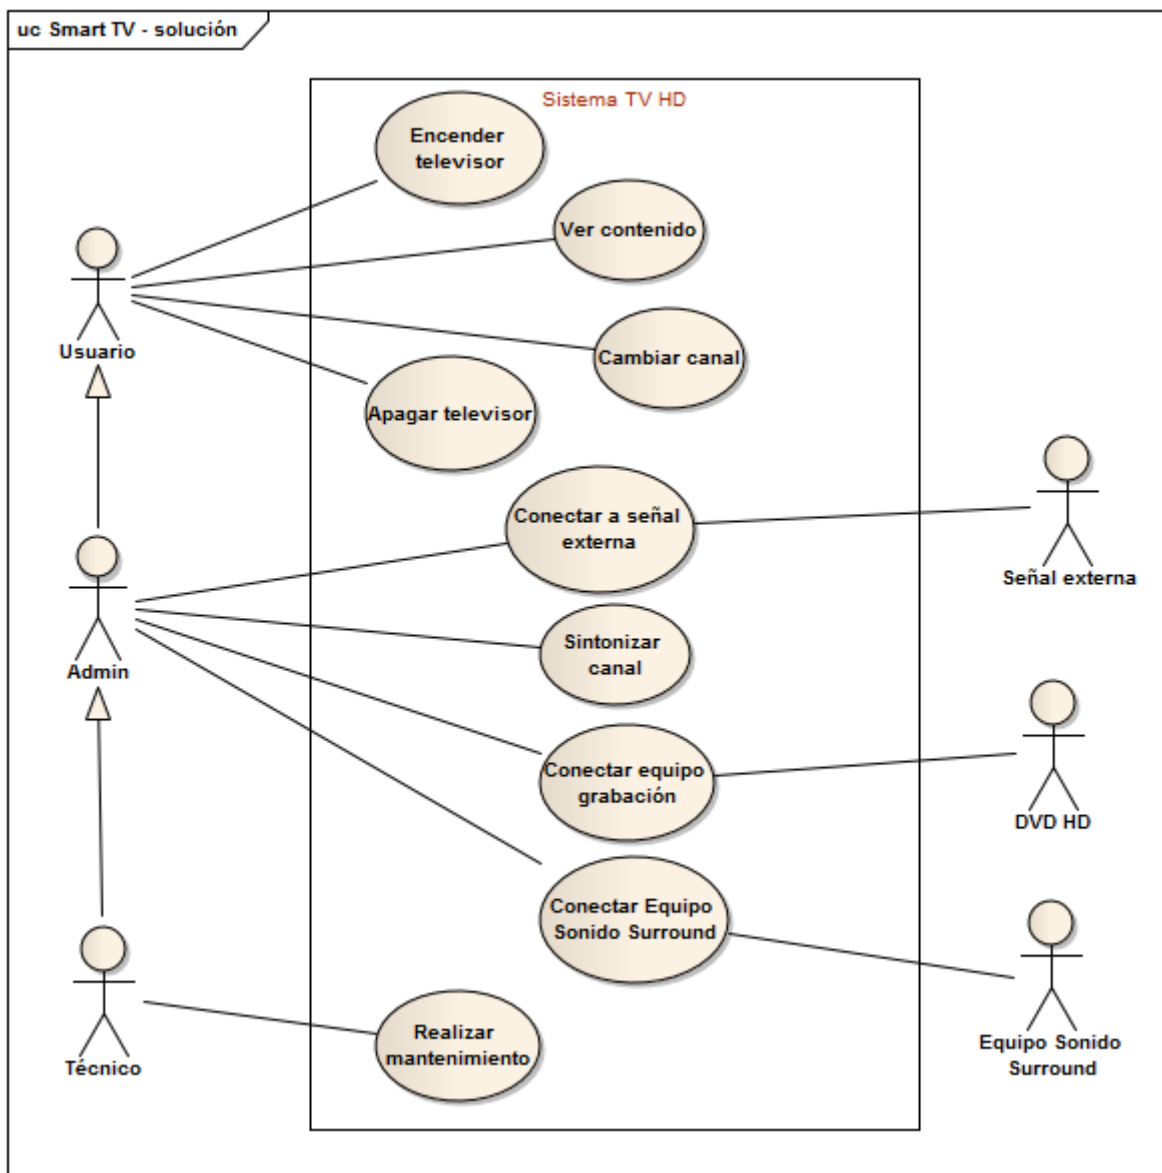 uc Smart TV - solución
Sistema TV HD
Encender
televisor
Ver contenido
Usuario
Cambiar canal
Apagar televisor
Conectar a señal
externa
Señal externa
Admin
Sintonizar
canal
Conectar equipo
grabación
DVD HD
Conectar Equipo
Sonido Surround
Técnico
Realizar
mantenimiento
Equipo Sonido
Surround